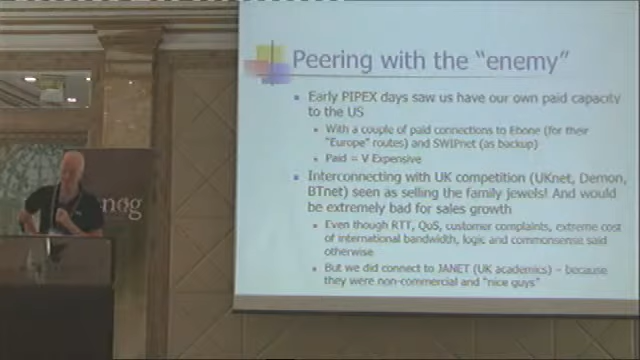 Peering with the "enemy"
Early PIPEX days saw us have our own paid capacity
to the US
With a couple of paid connections to Ebone (for their
"Europe" routes) and SWIPnet (as backup)
Paid = V Expensive
Interconnecting with UK competition (UKnet, Demon,
BTnet) seen as selling the family jewels! And would
be extremely bad for sales growth
Even though RTT, QoS, customer complaints, extreme cost
of international bandwidth, logic and commonsense said
otherwise
But we did connect to JANET (UK academics) – because
they were non-commercial and "nice guys"